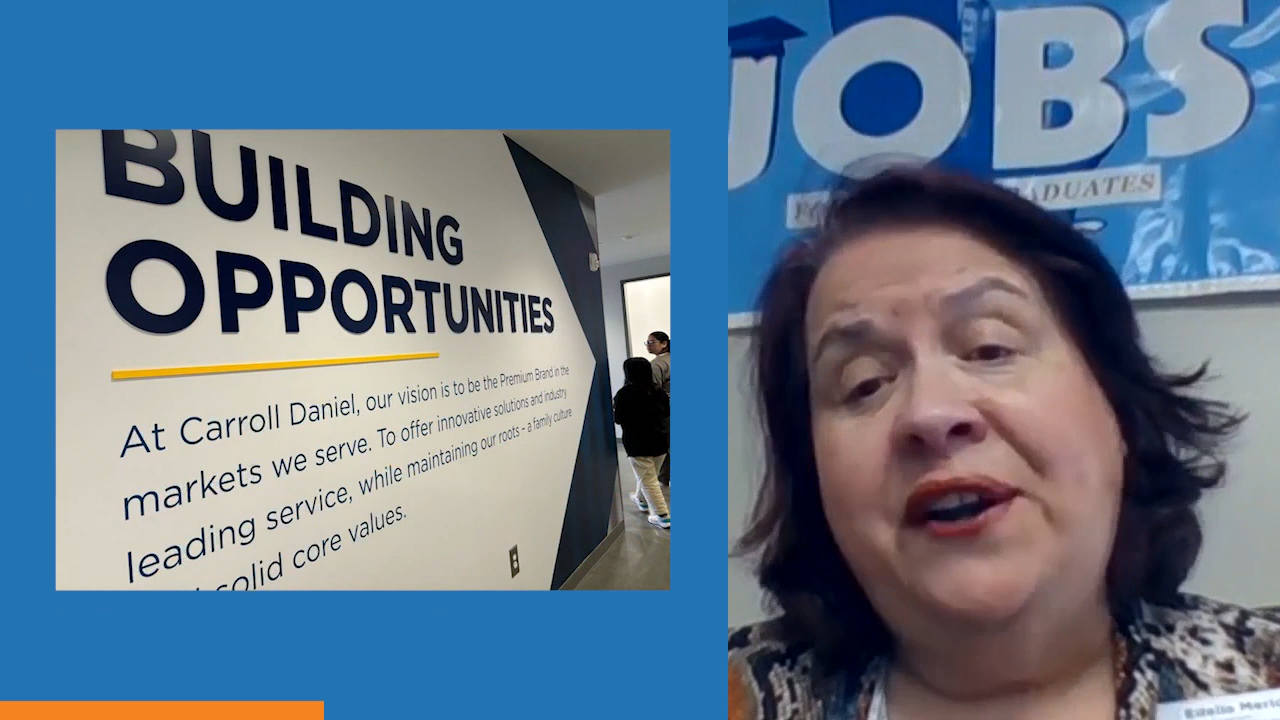 BUILDING
OPPORTUNITIES
At Carroll Daniel, our vision is to be the Premium Brand in the
markets we serve. To offer innovative solutions and industry
leading service, while maintaining our roots – a family culture
solid core values.
JOBS